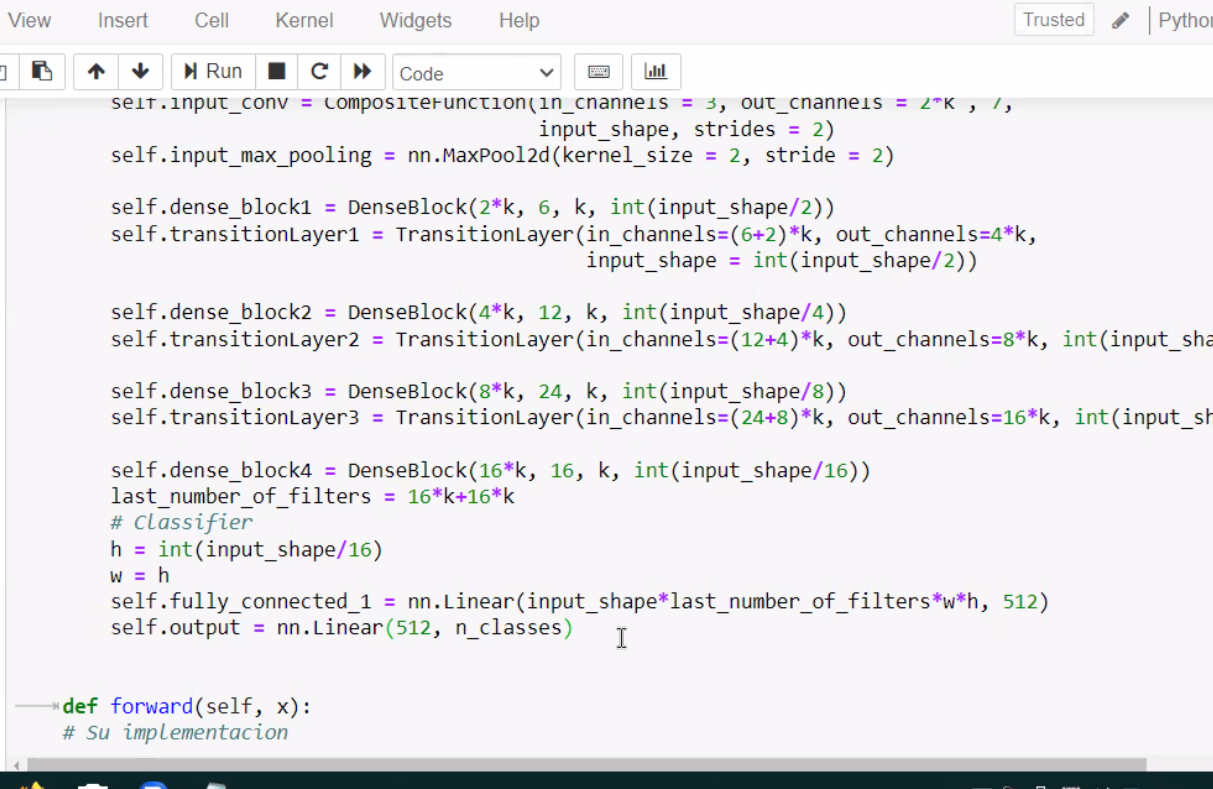 View Insert Cell Kernel Widgets Help Trusted
Run Code
self.input_conv = CompositeFunction(in_channels = 3, out_channels = 2*k , 7,
input_shape, strides = 2)
self.input_max_pooling = nn.MaxPool2d(kernel_size = 2, stride = 2)
self.dense_block1 = DenseBlock(2*k, 6, k, int(input_shape/2))
self.transitionLayer1 = TransitionLayer(in_channels=(6+2)*k, out_channels=4*k,
input_shape = int(input_shape/2))
self.dense_block2 = DenseBlock(4*k, 12, k, int(input_shape/4))
self.transitionLayer2 = TransitionLayer(in_channels=(12+4)*k, out_channels=8*k, int(input_sha
self.dense_block3 = DenseBlock(8*k, 24, k, int(input_shape/8))
self.transitionLayer3 = TransitionLayer(in_channels=(24+8)*k, out_channels=16*k, int(input_sh
self.dense_block4 = DenseBlock(16*k, 16, k, int(input_shape/16))
last_number_of_filters = 16*k+16*k
# Classifier
h = int(input_shape/16)
w = h
self.fully_connected_1 = nn.Linear(input_shape*last_number_of_filters*w*h, 512)
self.output = nn.Linear(512, n_classes)
def forward(self, x):
# Su implementacion